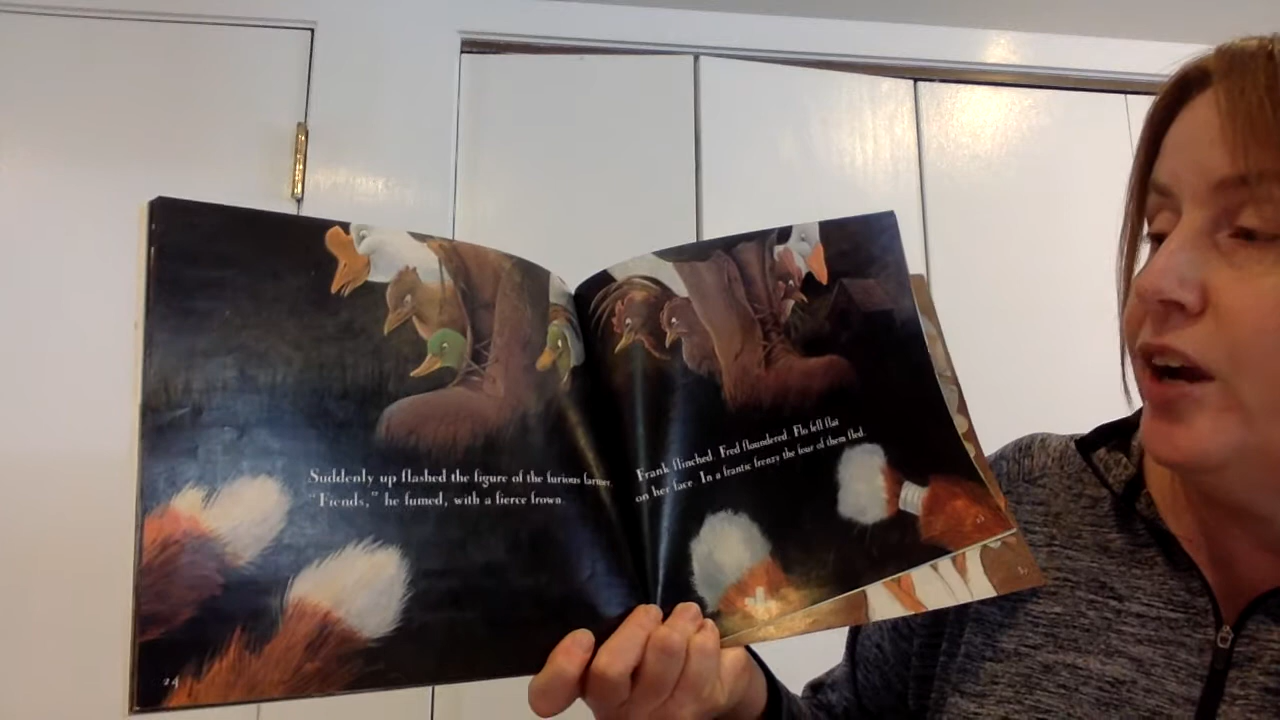 Suddenly up flashed the figure of the furious farmer.
"Fiends," he fumed, with a fierce frown.
24
Frank flinched. Fred floundered. Flo fell flat
on her face. In a frantic frenzy the four of them fled.